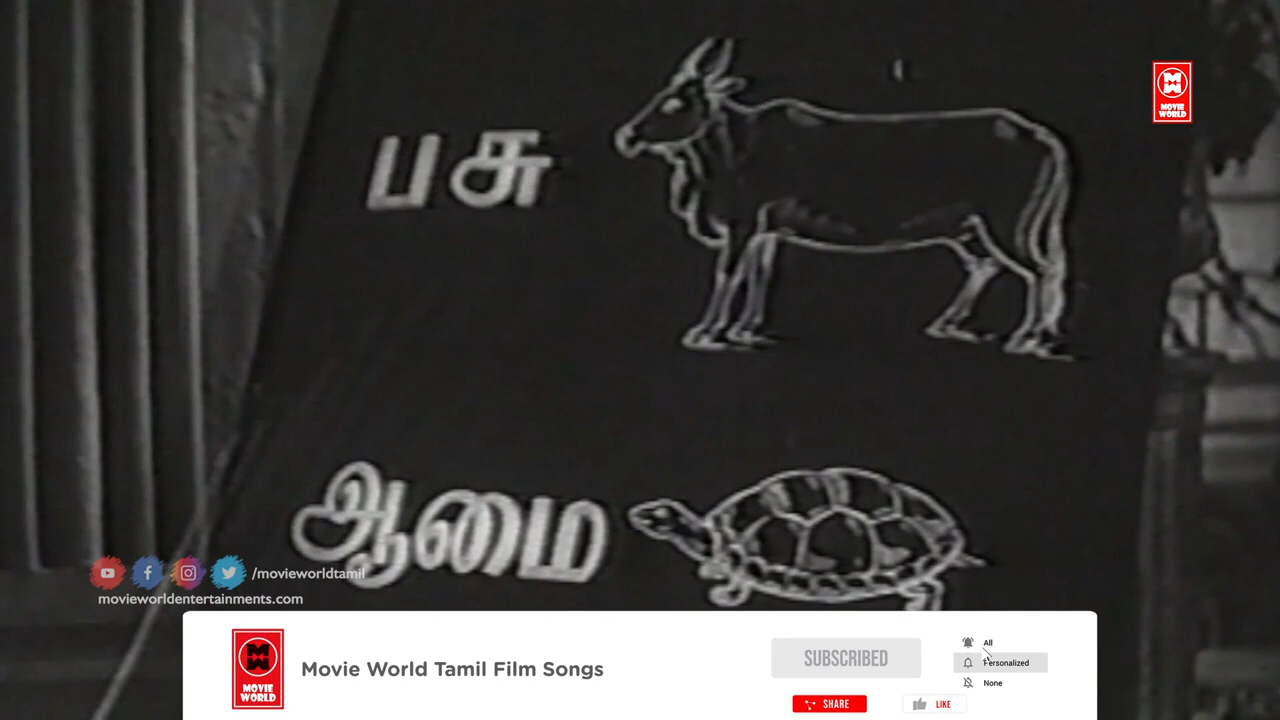 பசு
MOVIE
WORLD
ஆமை
/movieworldtamil
movieworldentertainments.com
MOVIE
WORLD
Movie World Tamil Film Songs
SUBSCRIBED
All
Personalized
None
SHARE
LIKE